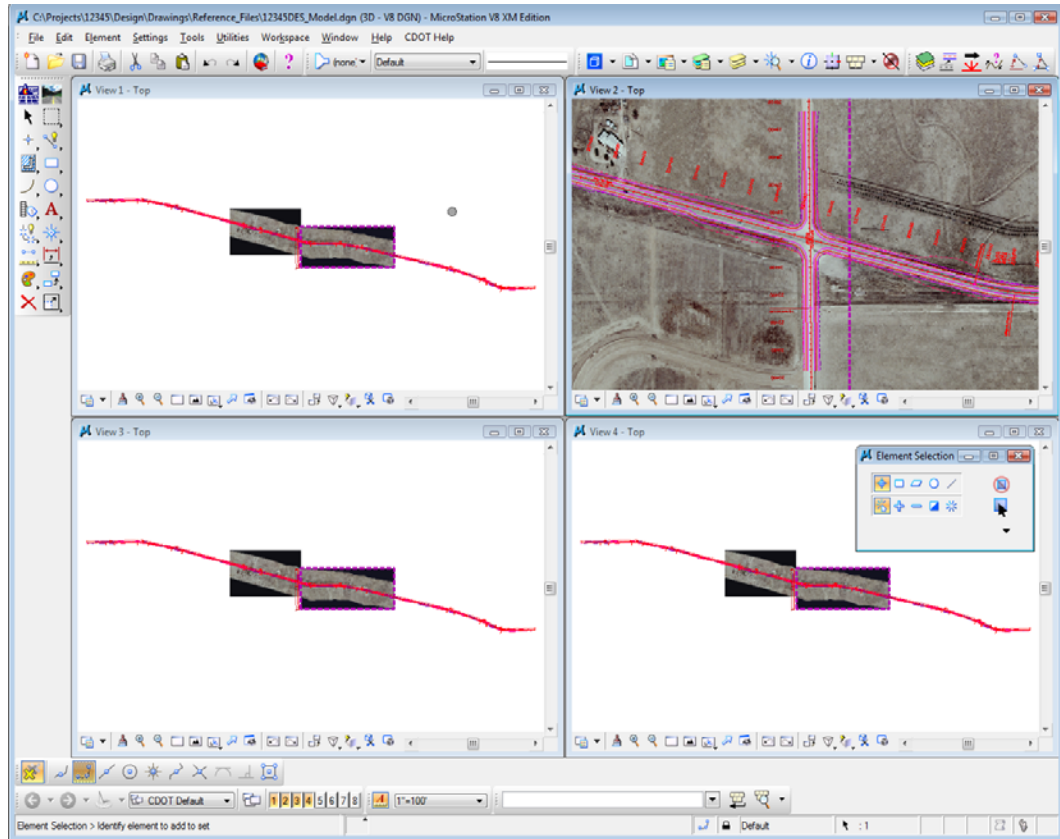 C:\Projects\12345\Design\Drawings\Reference_Files\12345DES_Model.dgn (3D - V8 DGN) - MicroStation V8 XM Edition
File Edit Element Settings Tools Utilities Workspace Window Help CDOT Help
(none) Default
View 1 - Top
View 2 - Top
View 3 - Top
View 4 - Top
Element Selection
CDOT Default 1 2 3 4 5 6 7 8 1"=100'
Element Selection > Identify element to add to set Default : 1